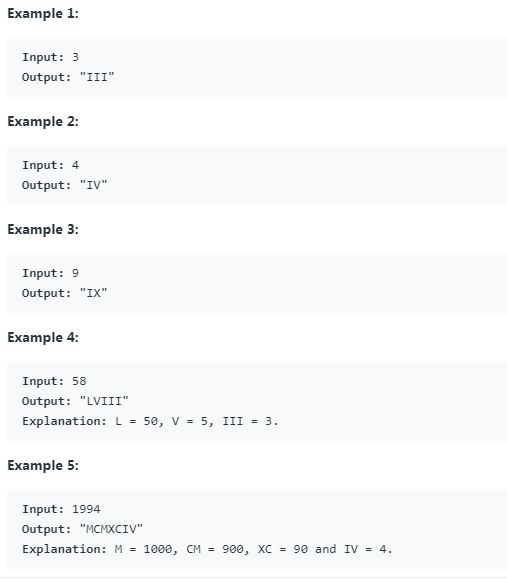 Example 1:
Input: 3
Output: "III"
Example 2:
Input: 4
Output: "IV"
Example 3:
Input: 9
Output: "IX"
Example 4:
Input: 58
Output: "LVIII"
Explanation: L = 50, V = 5, III = 3.
Example 5:
Input: 1994
Output: "MCMXCIV"
Explanation: M = 1000, CM = 900, XC = 90 and IV = 4.